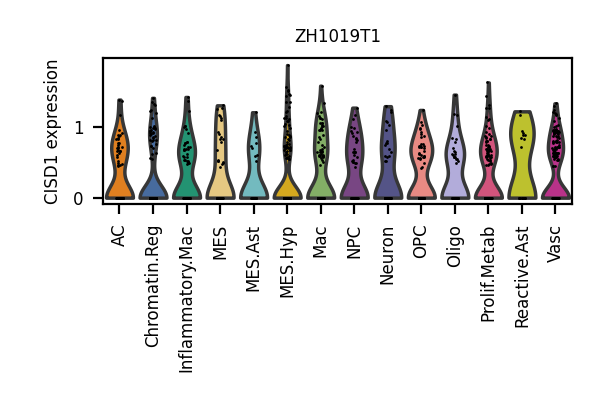 ZH1019T1
CISD1 expression
1
0
AC
Chromatin.Reg
Inflammatory.Mac
MES
MES.Ast
MES.Hyp
Mac
NPC
Neuron
OPC
Oligo
Prolif.Metab
Reactive.Ast
Vasc